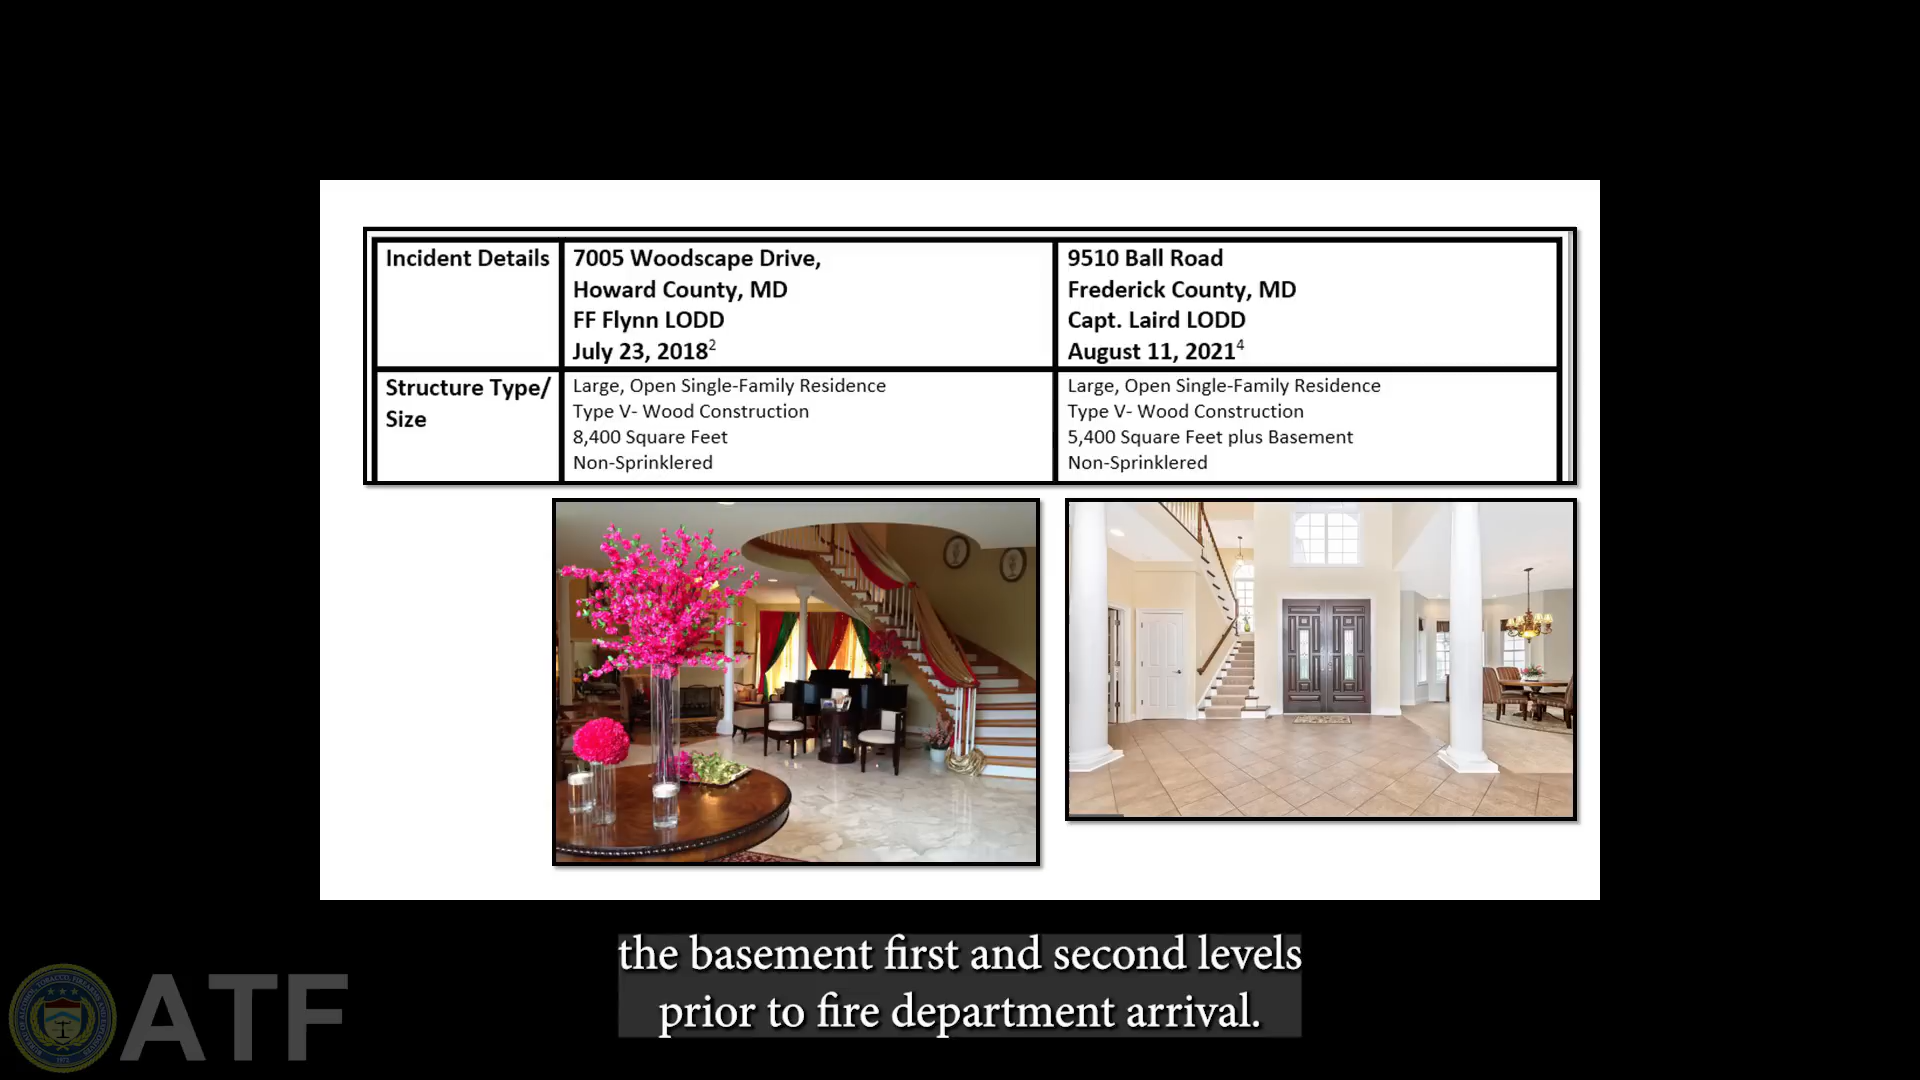 Incident Details
7005 Woodscape Drive,
Howard County, MD
FF Flynn LODD
July 23, 2018²
9510 Ball Road
Frederick County, MD
Capt. Laird LODD
August 11, 2021⁴
Structure Type/
Size
Large, Open Single-Family Residence
Type V- Wood Construction
8,400 Square Feet
Non-Sprinklered
Large, Open Single-Family Residence
Type V- Wood Construction
5,400 Square Feet plus Basement
Non-Sprinklered
the basement first and second levels
prior to fire department arrival.
ATF